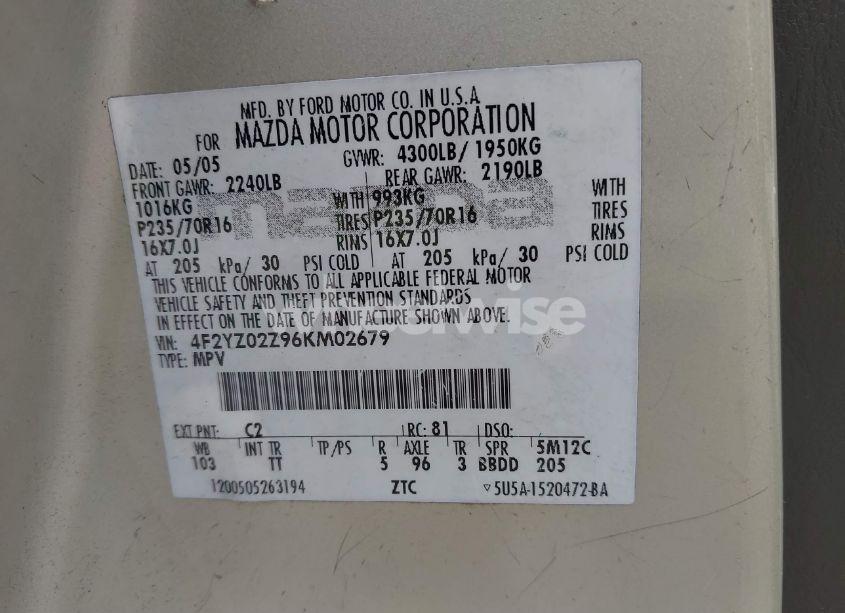 MFD. BY FORD MOTOR CO. IN U.S.A.
FOR MAZDA MOTOR CORPORATION
DATE: 05/05 GVWR: 4300LB/ 1950KG
FRONT GAWR: 2240LB REAR GAWR: 2190LB
1016KG WITH 993KG WITH
P235/70R16 TIRES P235/70R16 TIRES
16X7.0J RIMS 16X7.0J RIMS
AT 205 kPa/ 30 PSI COLD AT 205 kPa/ 30 PSI COLD
mazda
THIS VEHICLE CONFORMS TO ALL APPLICABLE FEDERAL MOTOR
VEHICLE SAFETY AND THEFT PREVENTION STANDARDS
IN EFFECT ON THE DATE OF MANUFACTURE SHOWN ABOVE.
VIN: 4F2YZ02Z96KM02679
TYPE: MPV
EXT PNT: C2 RC: 81 DSO:
WB INT TR TP/PS R AXLE TR SPR 5M12C
103 TT 5 96 3 BBDD 205
1200505263194 ZTC ▽5U5A-1520472-BA